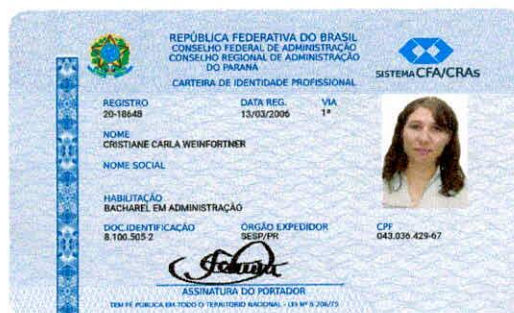 REPÚBLICA FEDERATIVA DO BRASIL
CONSELHO FEDERAL DE ADMINISTRAÇÃO
CONSELHO REGIONAL DE ADMINISTRAÇÃO
DO PARANÁ
CARTEIRA DE IDENTIDADE PROFISSIONAL
SISTEMA CFA/CRAs
REGISTRO DATA REG. VIA
20-18648 13/03/2006 1ª
NOME
CRISTIANE CARLA WEINFORTNER
NOME SOCIAL
HABILITAÇÃO
BACHAREL EM ADMINISTRAÇÃO
DOC.IDENTIFICAÇÃO ÓRGÃO EXPEDIDOR CPF
8.100.505-2 SESP/PR 043.036.429-67
ASSINATURA DO PORTADOR
TEM FÉ PÚBLICA EM TODO O TERRITÓRIO NACIONAL - LEI Nº 6.206/75